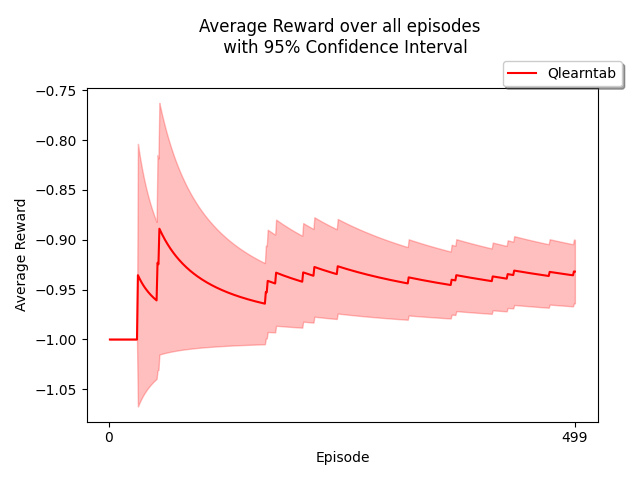 Average Reward over all episodes
with 95% Confidence Interval
Qlearntab
−0.75
−0.80
−0.85
−0.90
−0.95
−1.00
−1.05
Average Reward
0
499
Episode